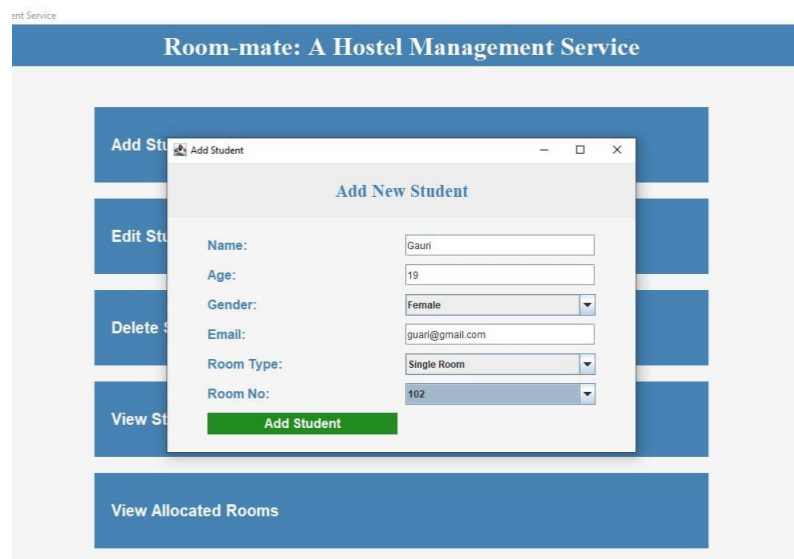 ent Service
Room-mate: A Hostel Management Service
Add Stu
Add Student
Add New Student
Edit Stu
Name: Gauri
Age: 19
Gender: Female
Delete S
Email: guari@gmail.com
Room Type: Single Room
Room No: 102
View St
Add Student
View Allocated Rooms